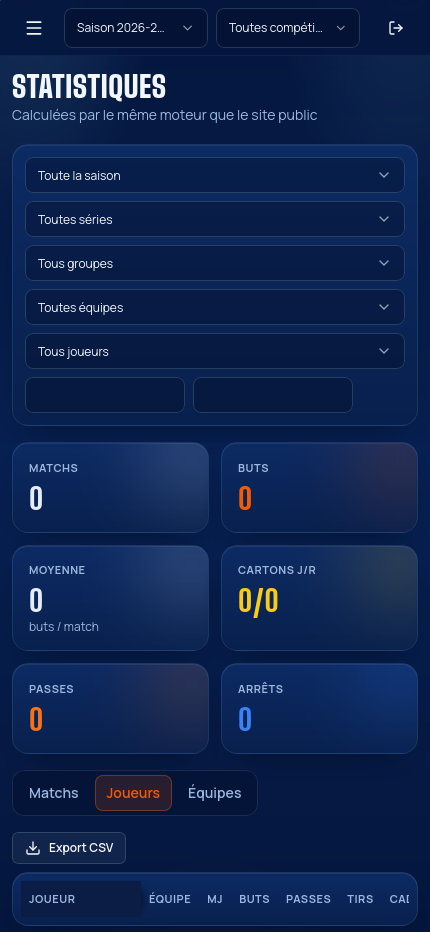 Saison 2026-2...
Toutes compéti...
STATISTIQUES
Calculées par le même moteur que le site public
Toute la saison
Toutes séries
Tous groupes
Toutes équipes
Tous joueurs
MATCHS
0
BUTS
0
MOYENNE
0
buts / match
CARTONS J/R
0/0
PASSES
0
ARRÊTS
0
Matchs Joueurs Équipes
Export CSV
JOUEUR ÉQUIPE MJ BUTS PASSES TIRS